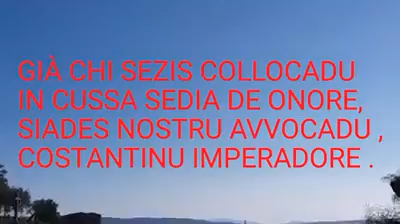 GIÀ CHI SEZIS COLLOCADU
IN CUSSA SEDIA DE ONORE,
SIADES NOSTRU AVVOCADU ,
COSTANTINU IMPERADORE .